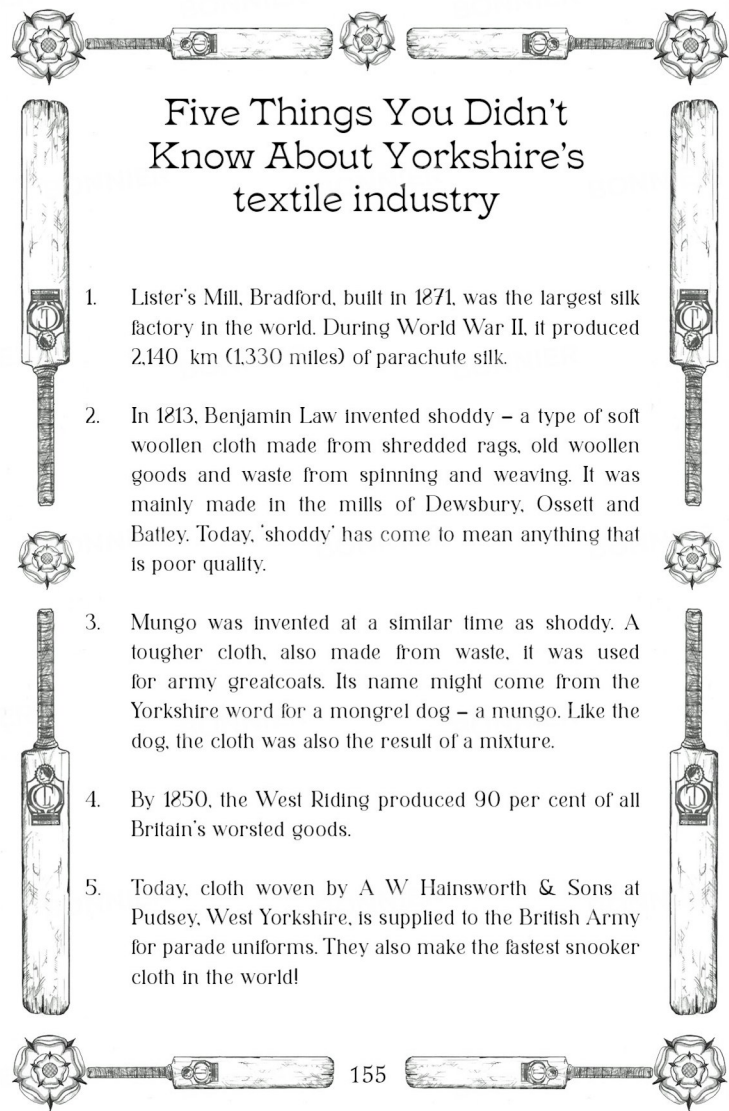 Five Things You Didn't
Know About Yorkshire's
textile industry
1. Lister's Mill, Bradford, built in 1871, was the largest silk
factory in the world. During World War II, it produced
2,140 km (1,330 miles) of parachute silk.
2. In 1813, Benjamin Law invented shoddy – a type of soft
woollen cloth made from shredded rags, old woollen
goods and waste from spinning and weaving. It was
mainly made in the mills of Dewsbury, Ossett and
Batley. Today, 'shoddy' has come to mean anything that
is poor quality.
3. Mungo was invented at a similar time as shoddy. A
tougher cloth, also made from waste, it was used
for army greatcoats. Its name might come from the
Yorkshire word for a mongrel dog – a mungo. Like the
dog, the cloth was also the result of a mixture.
4. By 1850, the West Riding produced 90 per cent of all
Britain's worsted goods.
5. Today, cloth woven by A W Hainsworth & Sons at
Pudsey, West Yorkshire, is supplied to the British Army
for parade uniforms. They also make the fastest snooker
cloth in the world!
155